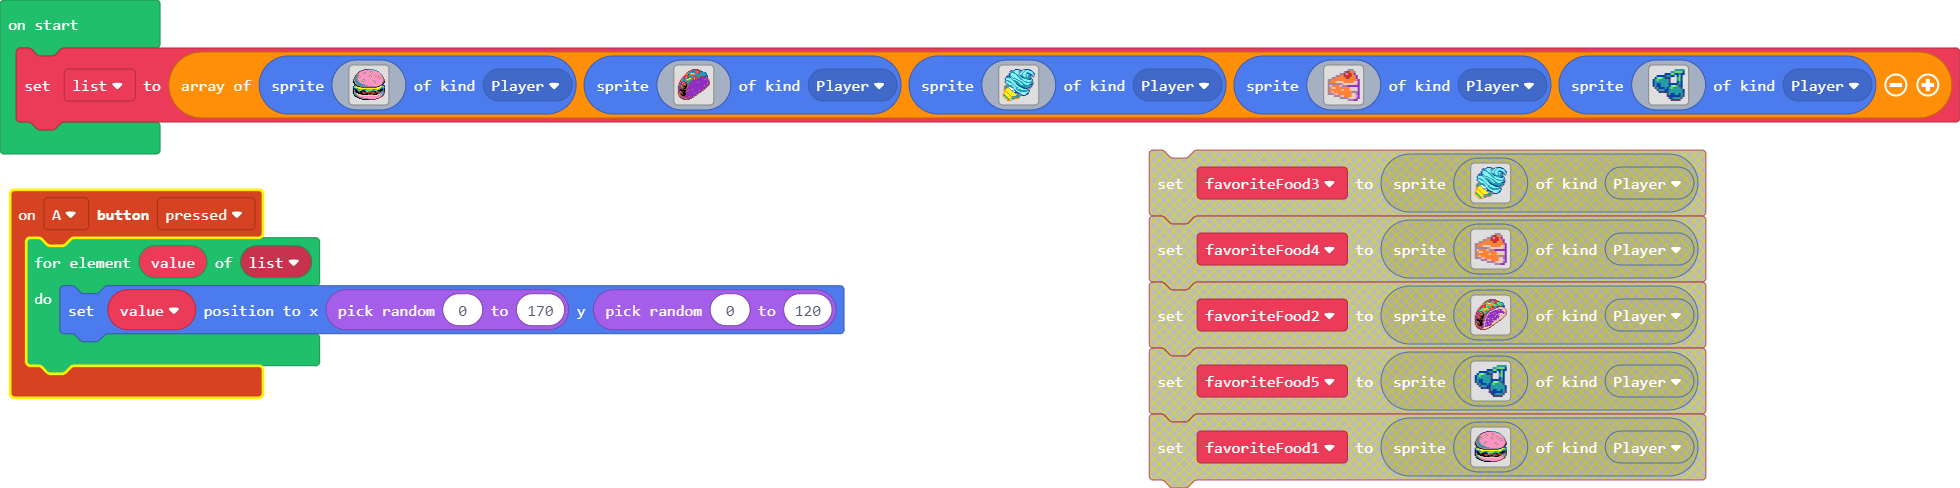 on start
set list to array of sprite of kind Player sprite of kind Player sprite of kind Player sprite of kind Player sprite of kind Player
on A button pressed
for element value of list
do
set value position to x pick random 0 to 170 y pick random 0 to 120
set favoriteFood3 to sprite of kind Player
set favoriteFood4 to sprite of kind Player
set favoriteFood2 to sprite of kind Player
set favoriteFood5 to sprite of kind Player
set favoriteFood1 to sprite of kind Player